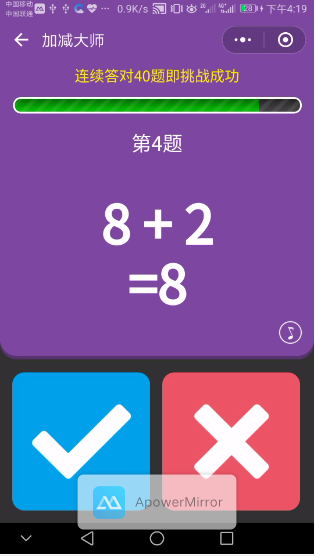 中国移动
中国联通
0.9K/s
下午4:19
加减大师
连续答对40题即挑战成功
第4题
8 + 2
=8
ApowerMirror